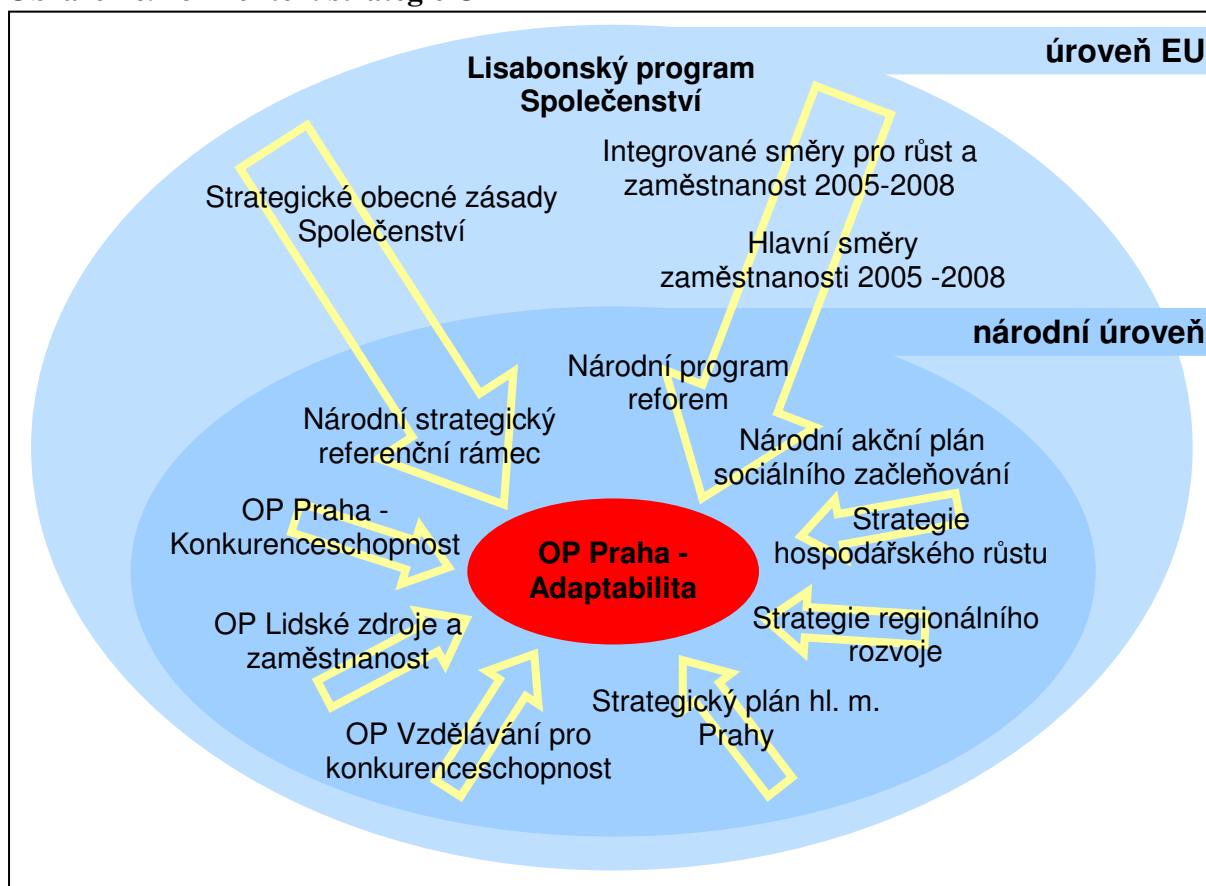 úroveň EU
Lisabonský program
Společenství
Integrované směry pro růst a
zaměstnanost 2005-2008
Strategické obecné zásady
Společenství
Hlavní směry
zaměstnanosti 2005 -2008
národní úroveň
Národní program
reforem
Národní strategický
referenční rámec
Národní akční plán
sociálního začleňování
OP Praha -
Konkurenceschopnost
Strategie
hospodářského růstu
OP Praha -
Adaptabilita
OP Lidské zdroje a
zaměstnanost
Strategie regionálního
rozvoje
Strategický plán hl. m.
Prahy
OP Vzdělávání pro
konkurenceschopnost